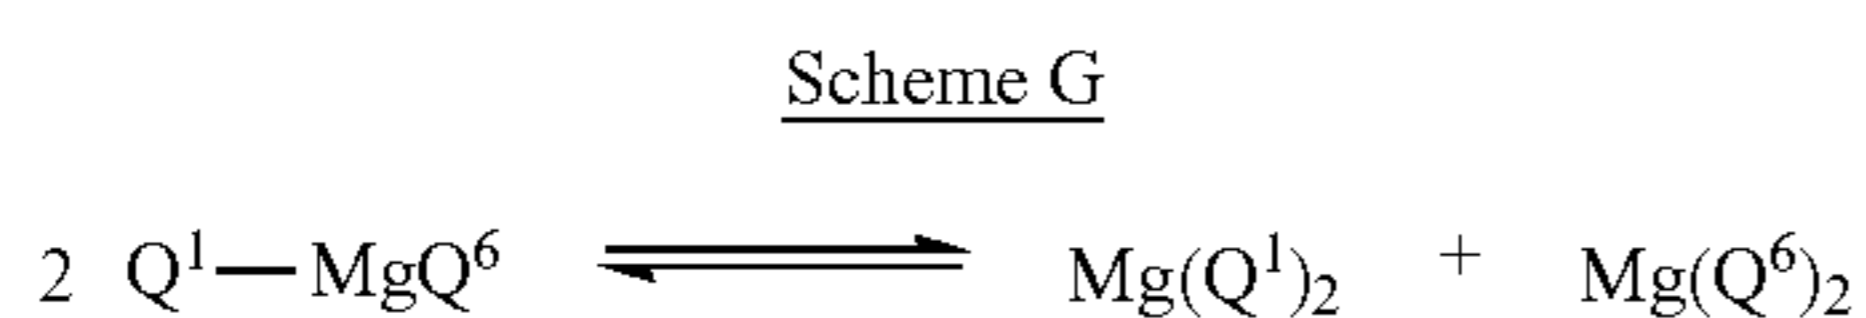 Scheme G
2 Q¹—MgQ⁶ ⇌ Mg(Q¹)₂ + Mg(Q⁶)₂